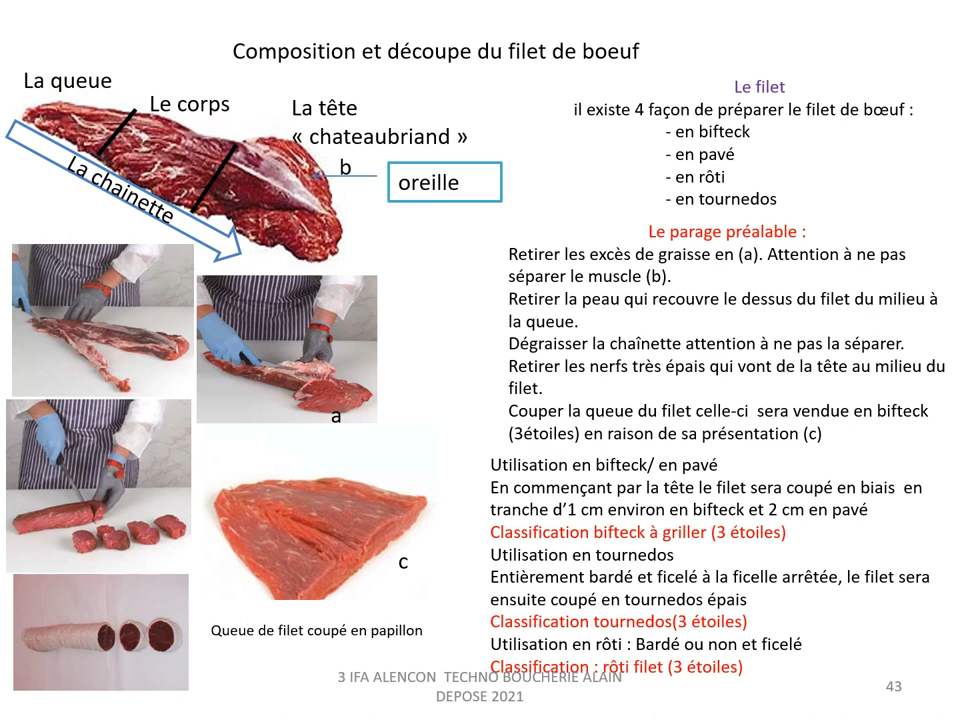 Composition et découpe du filet de boeuf
La queue
Le corps
La tête
« chateaubriand »
b
oreille
La chainette
a
c
Queue de filet coupé en papillon
Le filet
il existe 4 façon de préparer le filet de bœuf :
- en bifteck
- en pavé
- en rôti
- en tournedos
Le parage préalable :
Retirer les excès de graisse en (a). Attention à ne pas
séparer le muscle (b).
Retirer la peau qui recouvre le dessus du filet du milieu à
la queue.
Dégraisser la chaînette attention à ne pas la séparer.
Retirer les nerfs très épais qui vont de la tête au milieu du
filet.
Couper la queue du filet celle-ci sera vendue en bifteck
(3étoiles) en raison de sa présentation (c)
Utilisation en bifteck/ en pavé
En commençant par la tête le filet sera coupé en biais en
tranche d’1 cm environ en bifteck et 2 cm en pavé
Classification bifteck à griller (3 étoiles)
Utilisation en tournedos
Entièrement bardé et ficelé à la ficelle arrêtée, le filet sera
ensuite coupé en tournedos épais
Classification tournedos(3 étoiles)
Utilisation en rôti : Bardé ou non et ficelé
Classification : rôti filet (3 étoiles)
3 IFA ALENCON TECHNO BOUCHERIE ALAIN
DEPOSE 2021
43